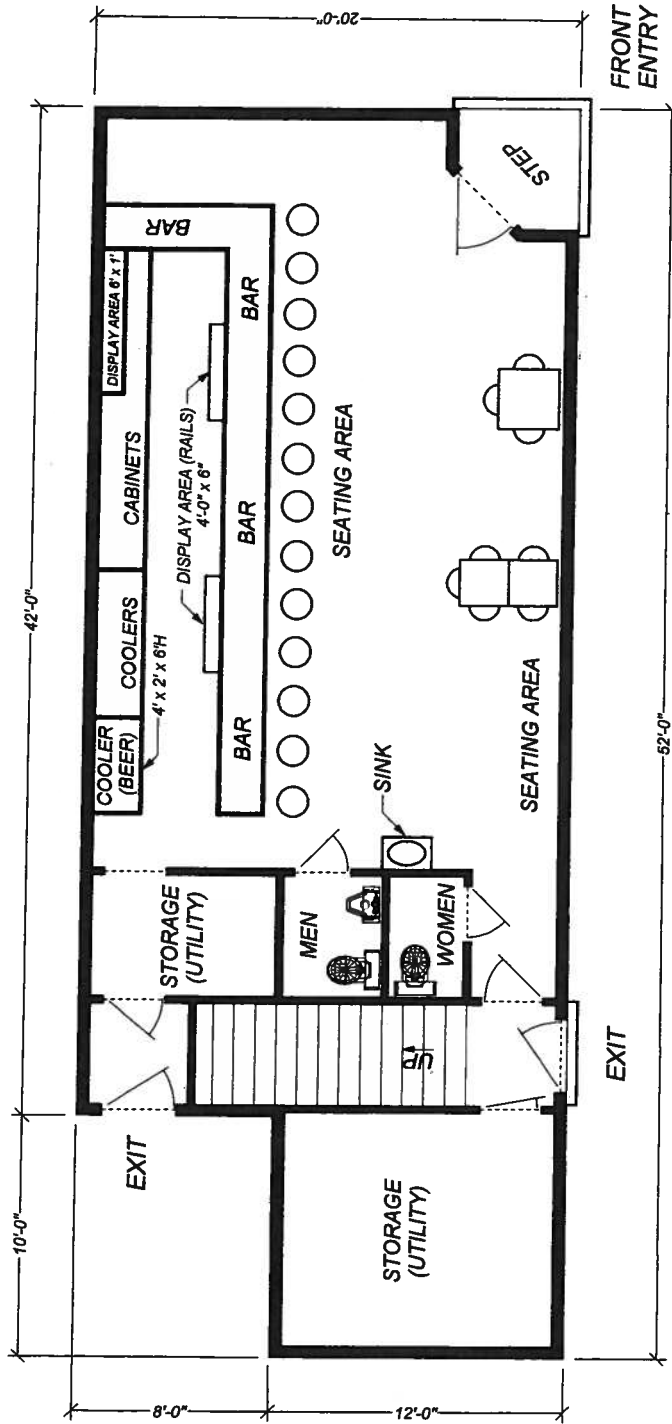 42'-0"
10'-0"
20'-0"
8'-0"
12'-0"
52'-0"
FRONT
ENTRY
STEP
BAR
DISPLAY AREA 6' x 1'
CABINETS
COOLERS
COOLER
(BEER)
4' x 2' x 6'H
DISPLAY AREA (RAILS)
4'-0" x 6"
BAR
BAR
BAR
SEATING AREA
SEATING AREA
SINK
STORAGE
(UTILITY)
MEN
WOMEN
UP
EXIT
EXIT
STORAGE
(UTILITY)